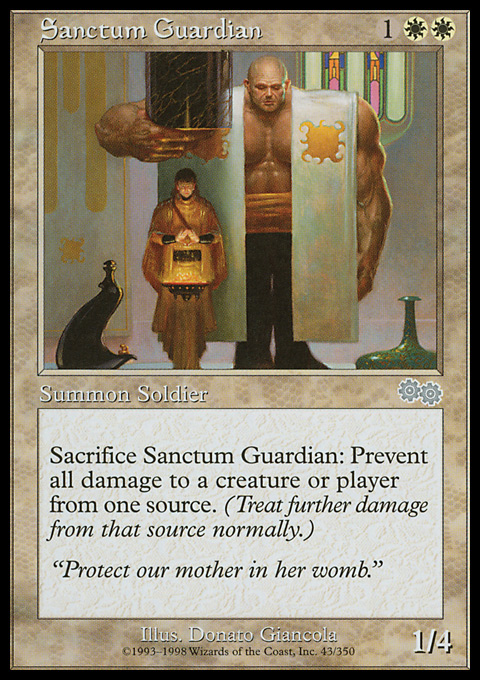 Sanctum Guardian 1
Summon Soldier
Sacrifice Sanctum Guardian: Prevent
all damage to a creature or player
from one source. (Treat further damage
from that source normally.)
“Protect our mother in her womb.”
Illus. Donato Giancola
©1993–1998 Wizards of the Coast, Inc. 43/350
1/4